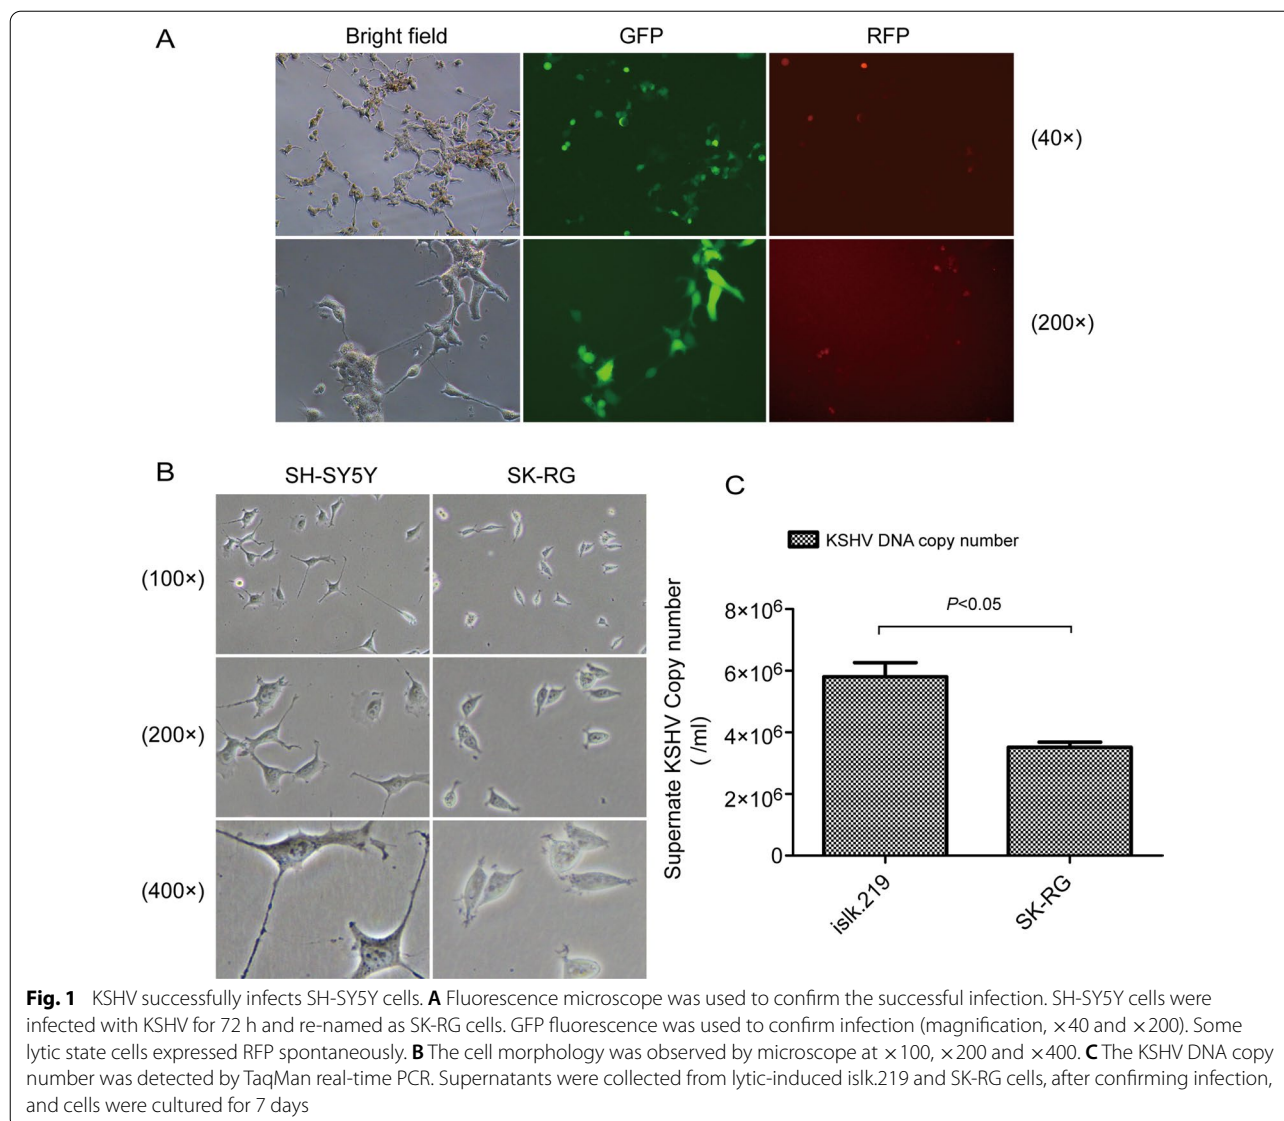 A
Bright field
GFP
RFP
(40×)
(200×)
B
SH-SY5Y
SK-RG
(100×)
(200×)
(400×)
C
KSHV DNA copy number
Supernate KSHV Copy number
( /ml)
8×10⁶
6×10⁶
4×10⁶
2×10⁶
0
P<0.05
islk.219
SK-RG
Fig. 1 KSHV successfully infects SH-SY5Y cells. A Fluorescence microscope was used to confirm the successful infection. SH-SY5Y cells were
infected with KSHV for 72 h and re-named as SK-RG cells. GFP fluorescence was used to confirm infection (magnification, ×40 and ×200). Some
lytic state cells expressed RFP spontaneously. B The cell morphology was observed by microscope at ×100, ×200 and ×400. C The KSHV DNA copy
number was detected by TaqMan real-time PCR. Supernatants were collected from lytic-induced islk.219 and SK-RG cells, after confirming infection,
and cells were cultured for 7 days